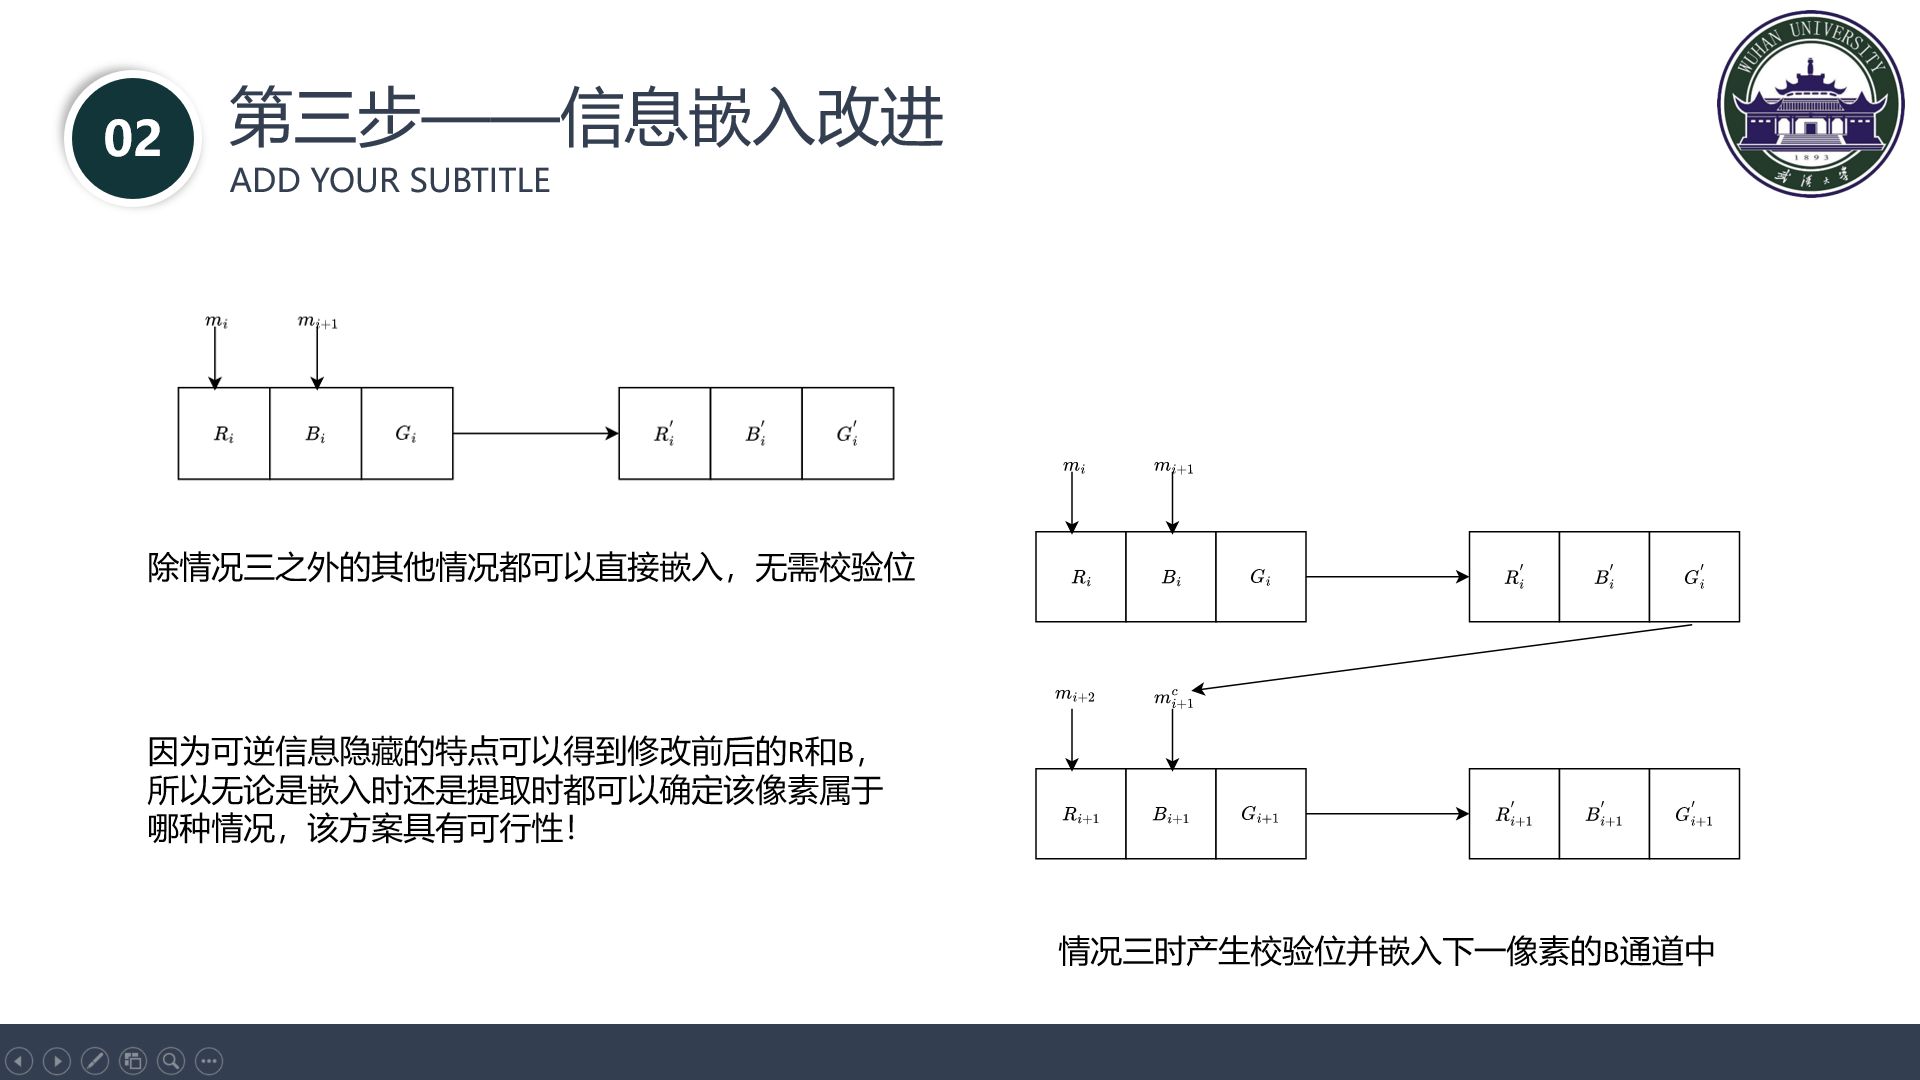 02
第三步——信息嵌入改进
ADD YOUR SUBTITLE
WUHAN UNIVERSITY
1893
武汉大学
m_i m_{i+1}
R_i B_i G_i R_i' B_i' G_i'
除情况三之外的其他情况都可以直接嵌入，无需校验位
因为可逆信息隐藏的特点可以得到修改前后的R和B，
所以无论是嵌入时还是提取时都可以确定该像素属于
哪种情况，该方案具有可行性！
m_i m_{i+1}
R_i B_i G_i R_i' B_i' G_i'
m_{i+2} m_{i+1}^c
R_{i+1} B_{i+1} G_{i+1} R_{i+1}' B_{i+1}' G_{i+1}'
情况三时产生校验位并嵌入下一像素的B通道中